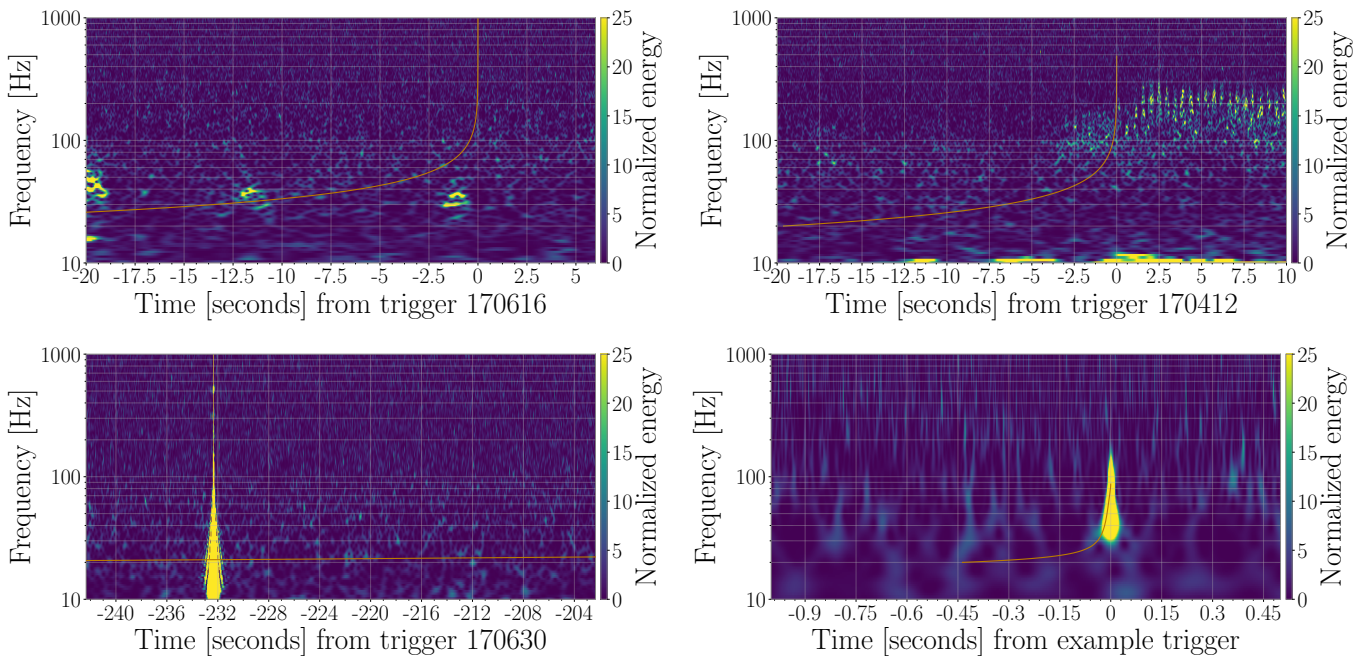 1000
100
10
Frequency [Hz]
-20 -17.5 -15 -12.5 -10 -7.5 -5 -2.5 0 2.5 5
Time [seconds] from trigger 170616
25
20
15
10
5
0
Normalized energy
1000
100
10
Frequency [Hz]
-20 -17.5 -15 -12.5 -10 -7.5 -5 -2.5 0 2.5 5 7.5 10
Time [seconds] from trigger 170412
25
20
15
10
5
0
Normalized energy
1000
100
10
Frequency [Hz]
-240 -236 -232 -228 -224 -220 -216 -212 -208 -204
Time [seconds] from trigger 170630
25
20
15
10
5
0
Normalized energy
1000
100
10
Frequency [Hz]
-0.9 -0.75 -0.6 -0.45 -0.3 -0.15 0 0.15 0.3 0.45
Time [seconds] from example trigger
25
20
15
10
5
0
Normalized energy